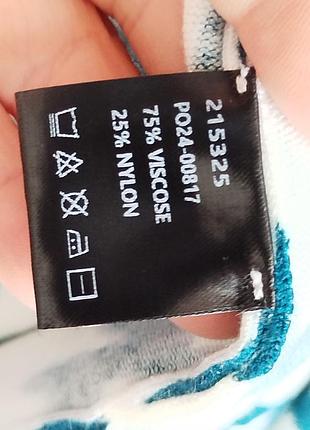 215325
PO24-00817
75% VISCOSE
25% NYLON